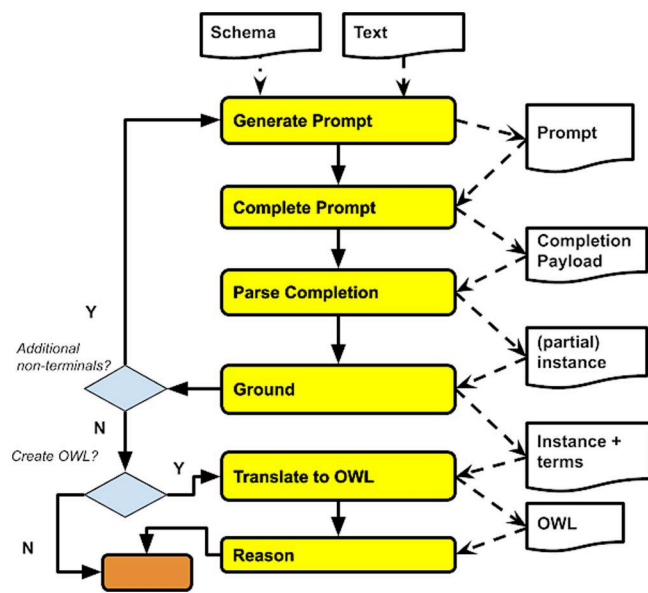 Schema
Text
Generate Prompt
Prompt
Complete Prompt
Completion
Payload
Parse Completion
Y
(partial)
instance
Additional
non-terminals?
Ground
N
Instance +
terms
Create OWL?
Y
Translate to OWL
OWL
N
Reason